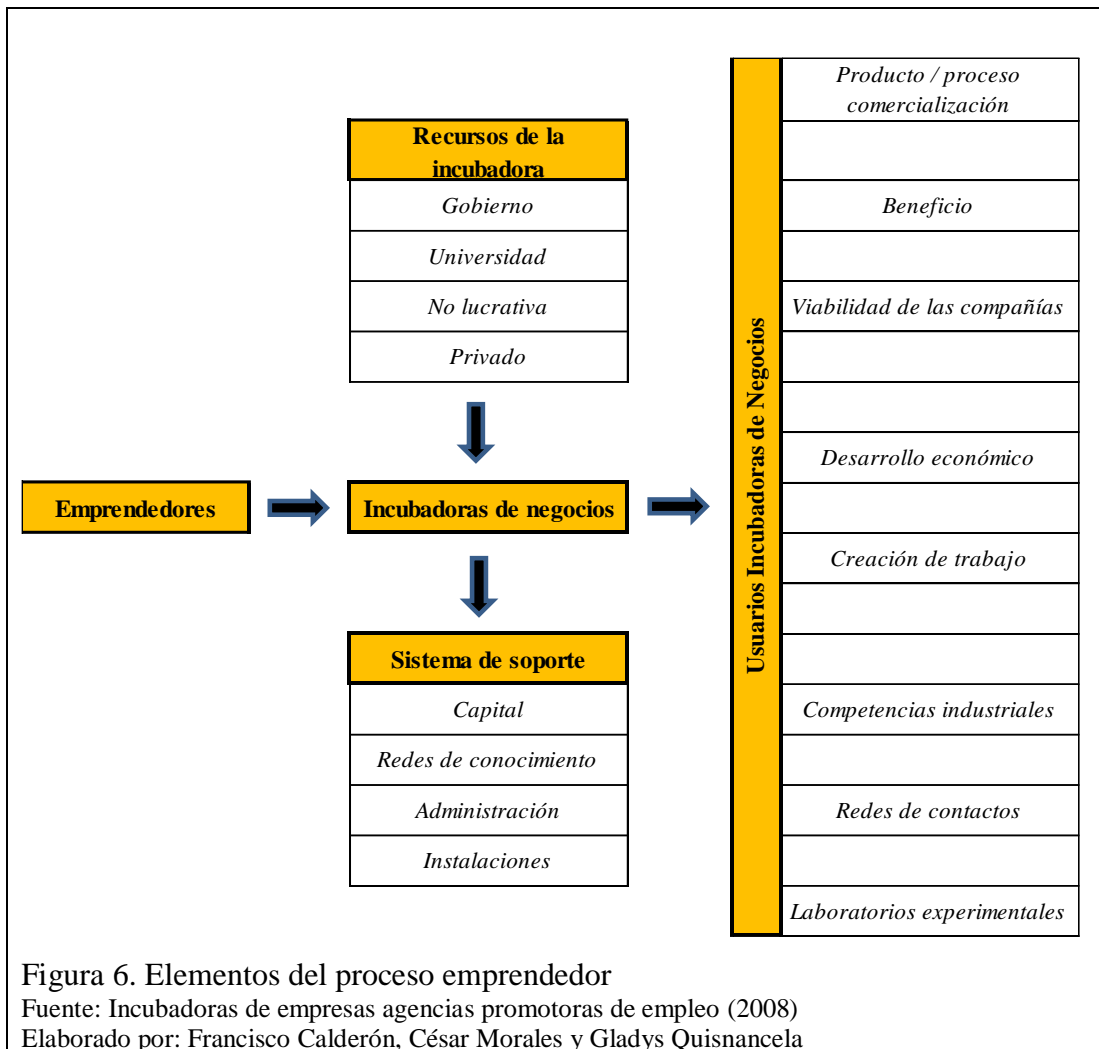 Recursos de la
incubadora
Gobierno
Universidad
No lucrativa
Privado
Emprendedores
Incubadoras de negocios
Sistema de soporte
Capital
Redes de conocimiento
Administración
Instalaciones
Usuarios Incubadoras de Negocios
Producto / proceso
comercialización
Beneficio
Viabilidad de las compañías
Desarrollo económico
Creación de trabajo
Competencias industriales
Redes de contactos
Laboratorios experimentales
Figura 6. Elementos del proceso emprendedor
Fuente: Incubadoras de empresas agencias promotoras de empleo (2008)
Elaborado por: Francisco Calderón, César Morales y Gladys Quisnancela